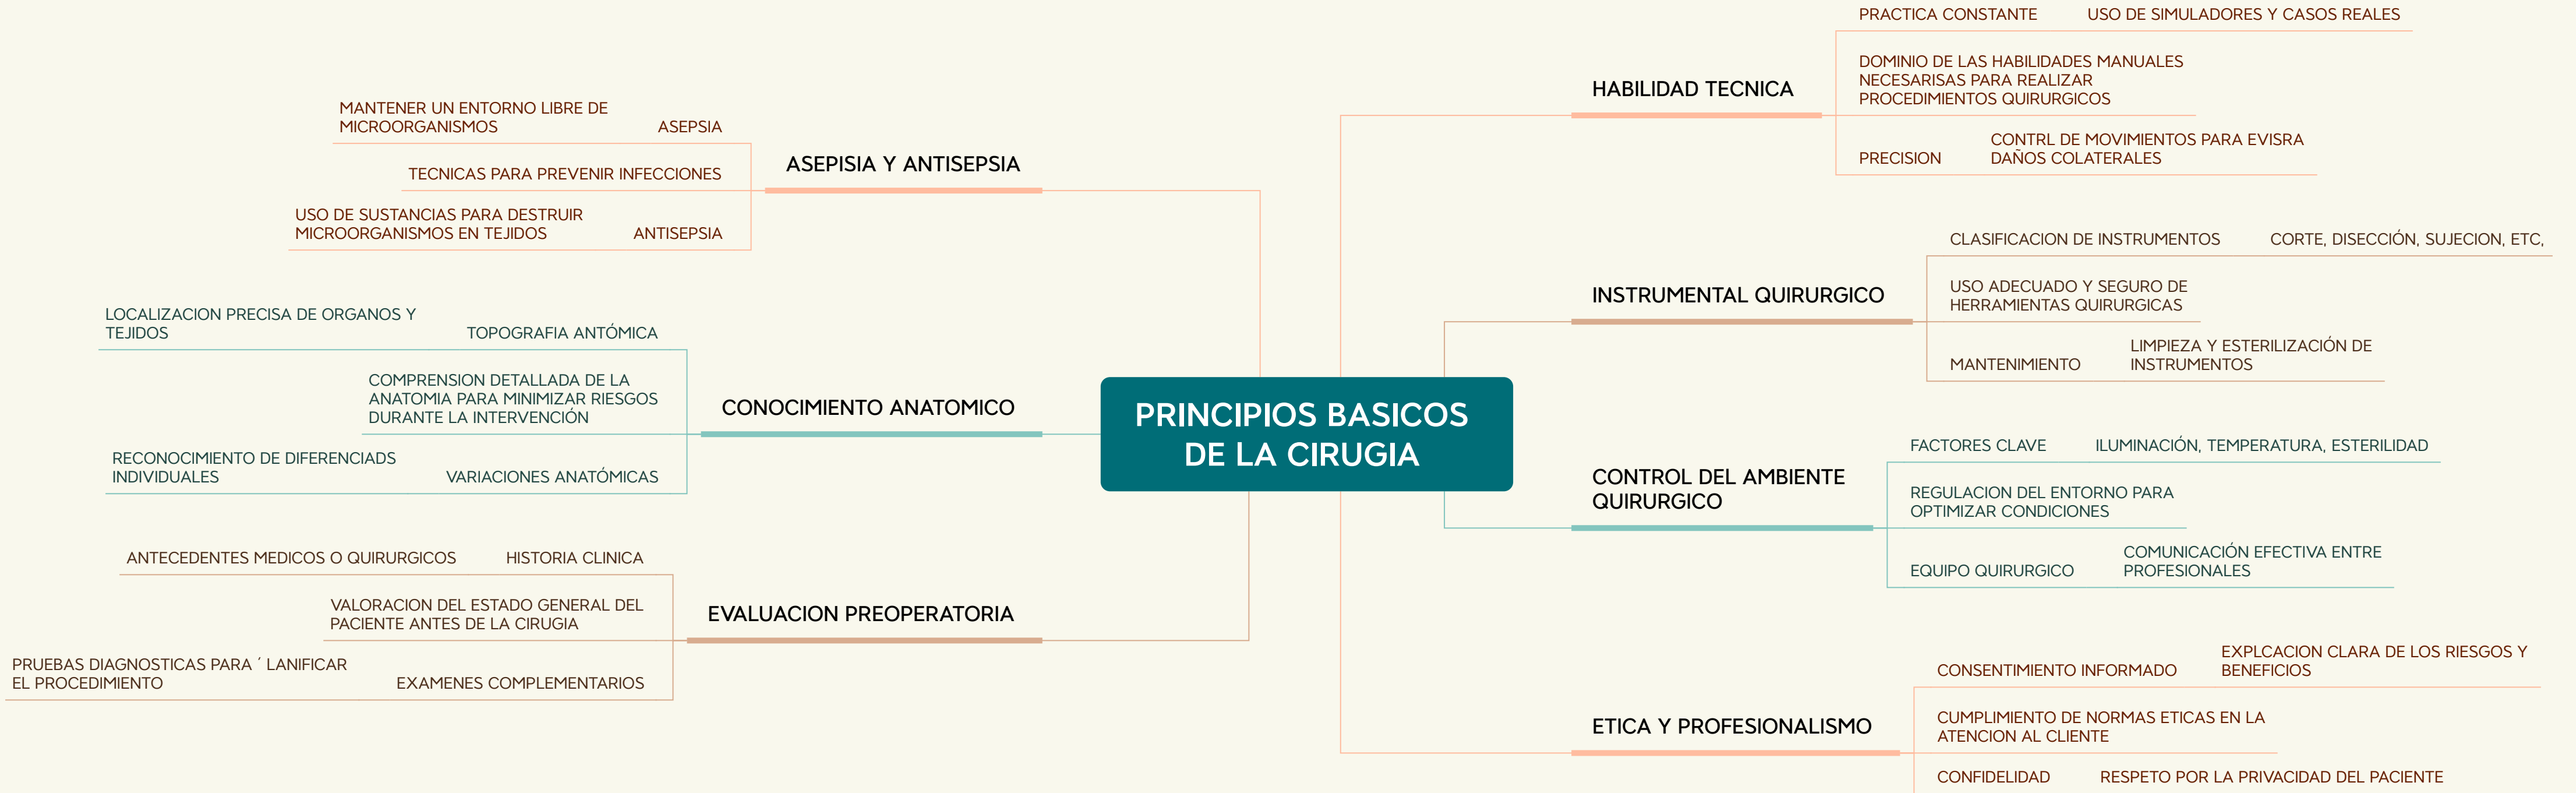 PRINCIPIOS BASICOS
DE LA CIRUGIA
ASEPISIA Y ANTISEPSIA
ASEPSIA
MANTENER UN ENTORNO LIBRE DE
MICROORGANISMOS
TECNICAS PARA PREVENIR INFECCIONES
ANTISEPSIA
USO DE SUSTANCIAS PARA DESTRUIR
MICROORGANISMOS EN TEJIDOS
CONOCIMIENTO ANATOMICO
TOPOGRAFIA ANTÓMICA
LOCALIZACION PRECISA DE ORGANOS Y
TEJIDOS
COMPRENSION DETALLADA DE LA
ANATOMIA PARA MINIMIZAR RIESGOS
DURANTE LA INTERVENCIÓN
VARIACIONES ANATÓMICAS
RECONOCIMIENTO DE DIFERENCIADS
INDIVIDUALES
EVALUACION PREOPERATORIA
HISTORIA CLINICA
ANTECEDENTES MEDICOS O QUIRURGICOS
VALORACION DEL ESTADO GENERAL DEL
PACIENTE ANTES DE LA CIRUGIA
EXAMENES COMPLEMENTARIOS
PRUEBAS DIAGNOSTICAS PARA ´ LANIFICAR
EL PROCEDIMIENTO
HABILIDAD TECNICA
PRACTICA CONSTANTE
USO DE SIMULADORES Y CASOS REALES
DOMINIO DE LAS HABILIDADES MANUALES
NECESARISAS PARA REALIZAR
PROCEDIMIENTOS QUIRURGICOS
PRECISION
CONTRL DE MOVIMIENTOS PARA EVISRA
DAÑOS COLATERALES
INSTRUMENTAL QUIRURGICO
CLASIFICACION DE INSTRUMENTOS
CORTE, DISECCIÓN, SUJECION, ETC,
USO ADECUADO Y SEGURO DE
HERRAMIENTAS QUIRURGICAS
MANTENIMIENTO
LIMPIEZA Y ESTERILIZACIÓN DE
INSTRUMENTOS
CONTROL DEL AMBIENTE
QUIRURGICO
FACTORES CLAVE
ILUMINACIÓN, TEMPERATURA, ESTERILIDAD
REGULACION DEL ENTORNO PARA
OPTIMIZAR CONDICIONES
EQUIPO QUIRURGICO
COMUNICACIÓN EFECTIVA ENTRE
PROFESIONALES
ETICA Y PROFESIONALISMO
CONSENTIMIENTO INFORMADO
EXPLCACION CLARA DE LOS RIESGOS Y
BENEFICIOS
CUMPLIMIENTO DE NORMAS ETICAS EN LA
ATENCION AL CLIENTE
CONFIDELIDAD
RESPETO POR LA PRIVACIDAD DEL PACIENTE